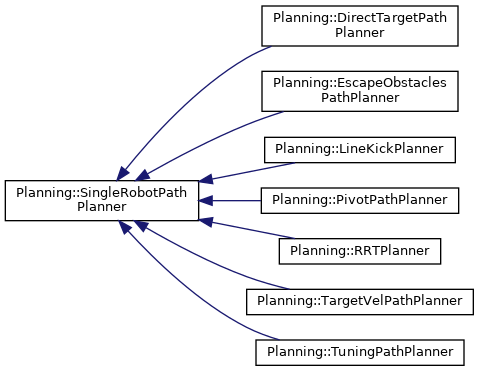 Planning::DirectTargetPath
Planner
Planning::EscapeObstacles
PathPlanner
Planning::LineKickPlanner
Planning::SingleRobotPath
Planner
Planning::PivotPathPlanner
Planning::RRTPlanner
Planning::TargetVelPathPlanner
Planning::TuningPathPlanner